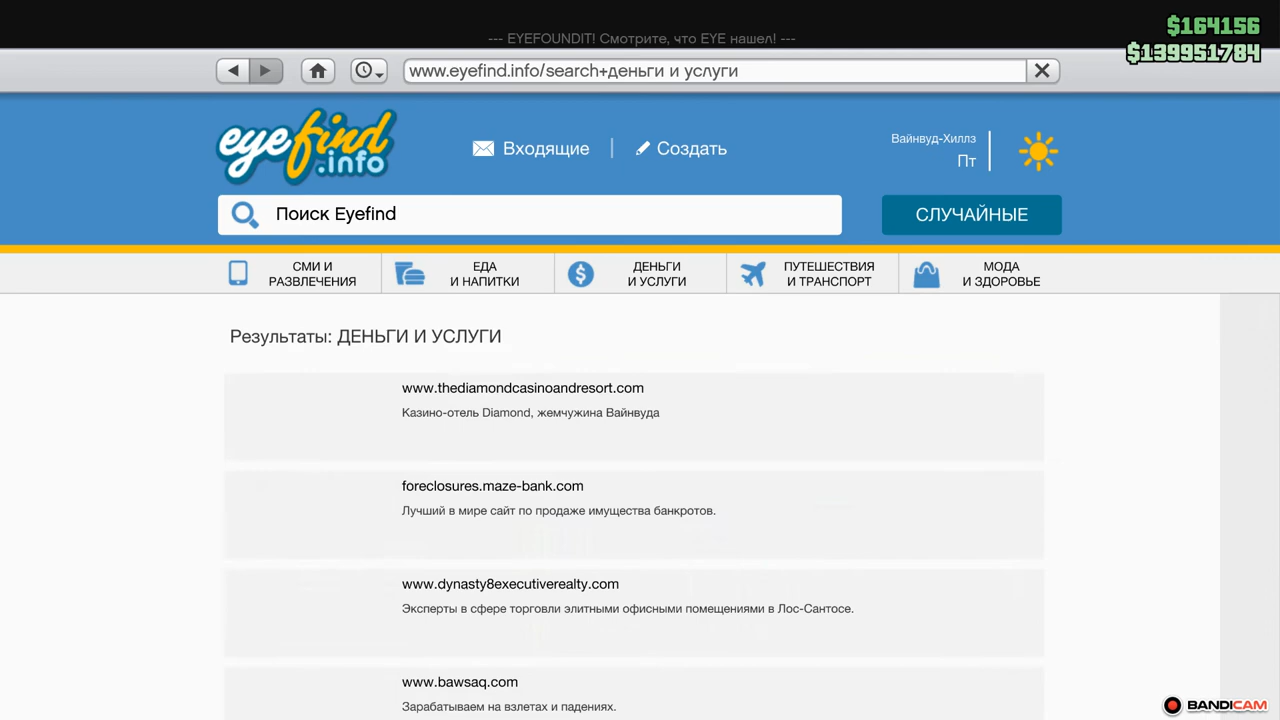 $164156
--- EYEFOUNDIT! Смотрите, что EYE нашел! ---
$139951784
www.eyefind.info/search+деньги и услуги
eyefind
.info
Входящие
Создать
Вайнвуд-Хиллз
Пт
Поиск Eyefind
СЛУЧАЙНЫЕ
СМИ И
РАЗВЛЕЧЕНИЯ
ЕДА
И НАПИТКИ
ДЕНЬГИ
И УСЛУГИ
ПУТЕШЕСТВИЯ
И ТРАНСПОРТ
МОДА
И ЗДОРОВЬЕ
Результаты: ДЕНЬГИ И УСЛУГИ
www.thediamondcasinoandresort.com
Казино-отель Diamond, жемчужина Вайнвуда
foreclosures.maze-bank.com
Лучший в мире сайт по продаже имущества банкротов.
www.dynasty8executiverealty.com
Эксперты в сфере торговли элитными офисными помещениями в Лос-Сантосе.
www.bawsaq.com
Зарабатываем на взлетах и падениях.
BANDICAM